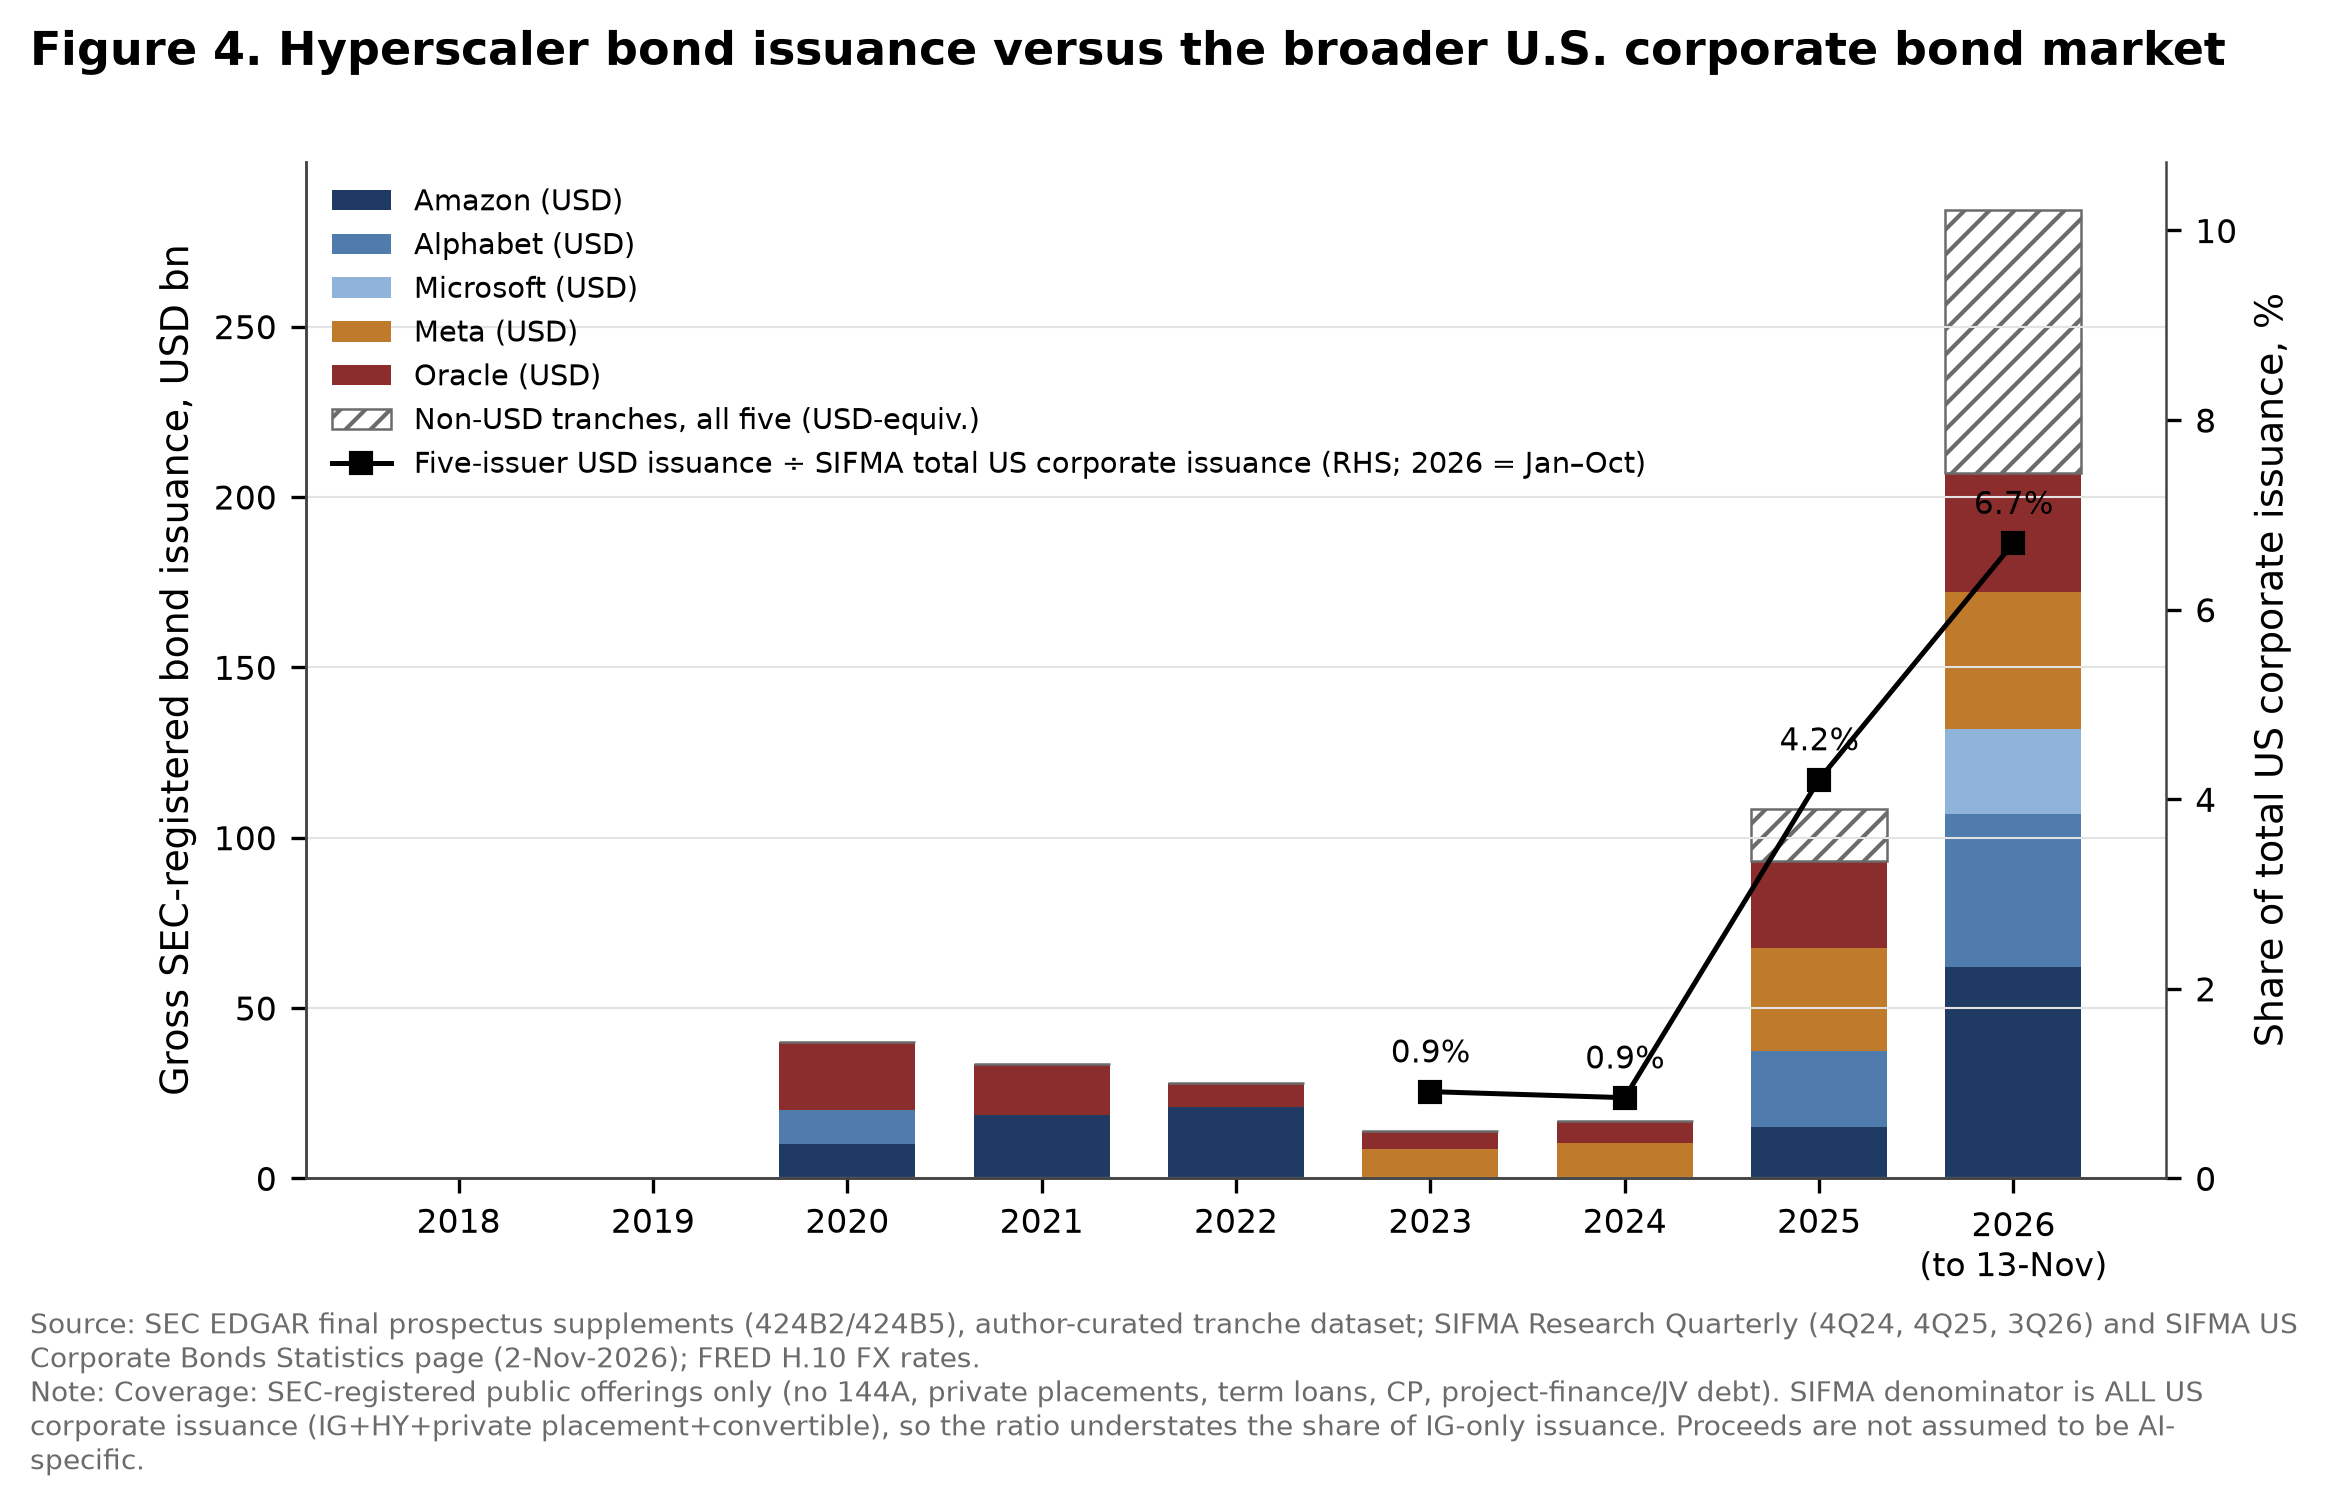 Figure 4. Hyperscaler bond issuance versus the broader U.S. corporate bond market
Gross SEC-registered bond issuance, USD bn
250
200
150
100
50
0
Amazon (USD)
Alphabet (USD)
Microsoft (USD)
Meta (USD)
Oracle (USD)
Non-USD tranches, all five (USD-equiv.)
Five-issuer USD issuance ÷ SIFMA total US corporate issuance (RHS; 2026 = Jan–Oct)
0.9%
0.9%
4.2%
6.7%
10
8
6
4
2
0
Share of total US corporate issuance, %
2018
2019
2020
2021
2022
2023
2024
2025
2026
(to 13-Nov)
Source: SEC EDGAR final prospectus supplements (424B2/424B5), author-curated tranche dataset; SIFMA Research Quarterly (4Q24, 4Q25, 3Q26) and SIFMA US
Corporate Bonds Statistics page (2-Nov-2026); FRED H.10 FX rates.
Note: Coverage: SEC-registered public offerings only (no 144A, private placements, term loans, CP, project-finance/JV debt). SIFMA denominator is ALL US
corporate issuance (IG+HY+private placement+convertible), so the ratio understates the share of IG-only issuance. Proceeds are not assumed to be AI-
specific.